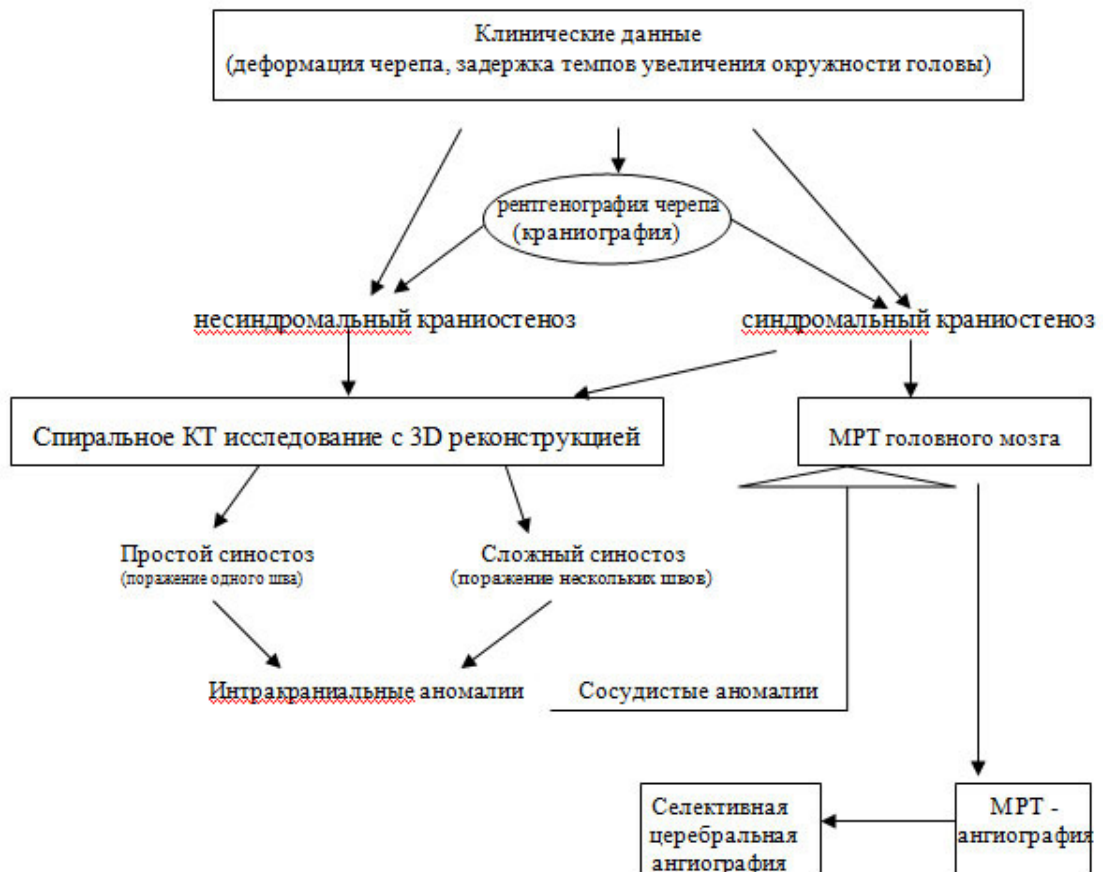 Клинические данные
(деформация черепа, задержка темпов увеличения окружности головы)
рентгенография черепа
(краниография)
несиндромальный краниостеноз
синдромальный краниостеноз
Спиральное КТ исследование с 3D реконструкцией
МРТ головного мозга
Простой синостоз
(поражение одного шва)
Сложный синостоз
(поражение нескольких швов)
Интракраниальные аномалии
Сосудистые аномалии
Селективная
церебральная
ангиография
МРТ -
ангиография